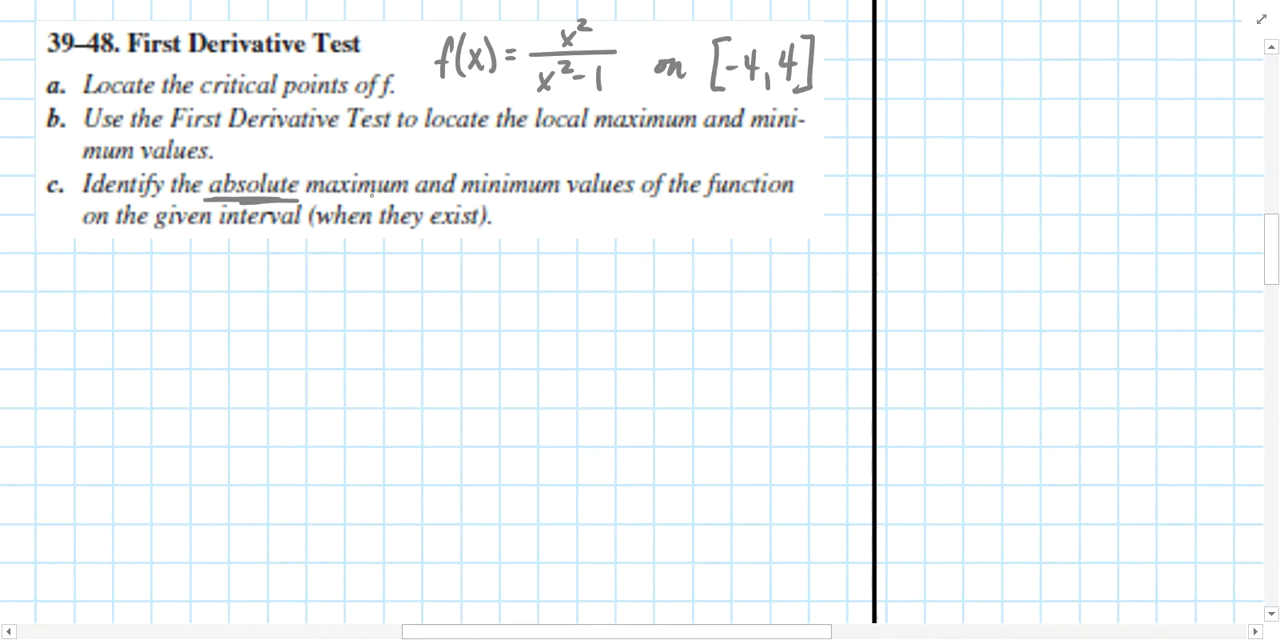 39–48. First Derivative Test f(x) = x²/(x²-1) on [-4, 4]
a. Locate the critical points of f.
b. Use the First Derivative Test to locate the local maximum and mini-
mum values.
c. Identify the absolute maximum and minimum values of the function
on the given interval (when they exist).